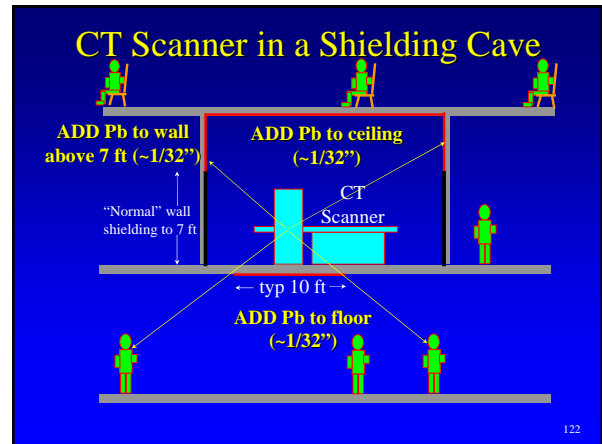 CT Scanner in a Shielding Cave
ADD Pb to wall
above 7 ft (~1/32”)
ADD Pb to ceiling
(~1/32”)
“Normal” wall
shielding to 7 ft
CT
Scanner
typ 10 ft
ADD Pb to floor
(~1/32”)
122